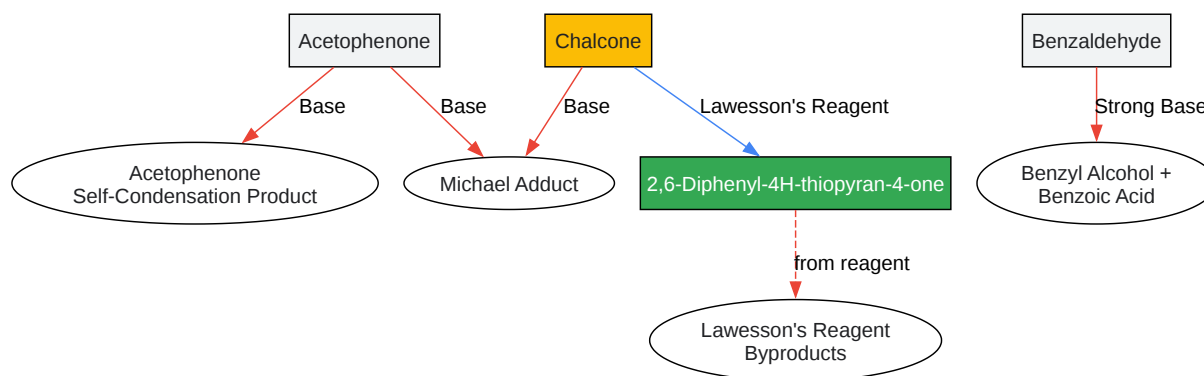 Acetophenone
Chalcone
Benzaldehyde
Base
Base
Base
Lawesson's Reagent
Strong Base
Acetophenone
Self-Condensation Product
Michael Adduct
2,6-Diphenyl-4H-thiopyran-4-one
Benzyl Alcohol +
Benzoic Acid
from reagent
Lawesson's Reagent
Byproducts